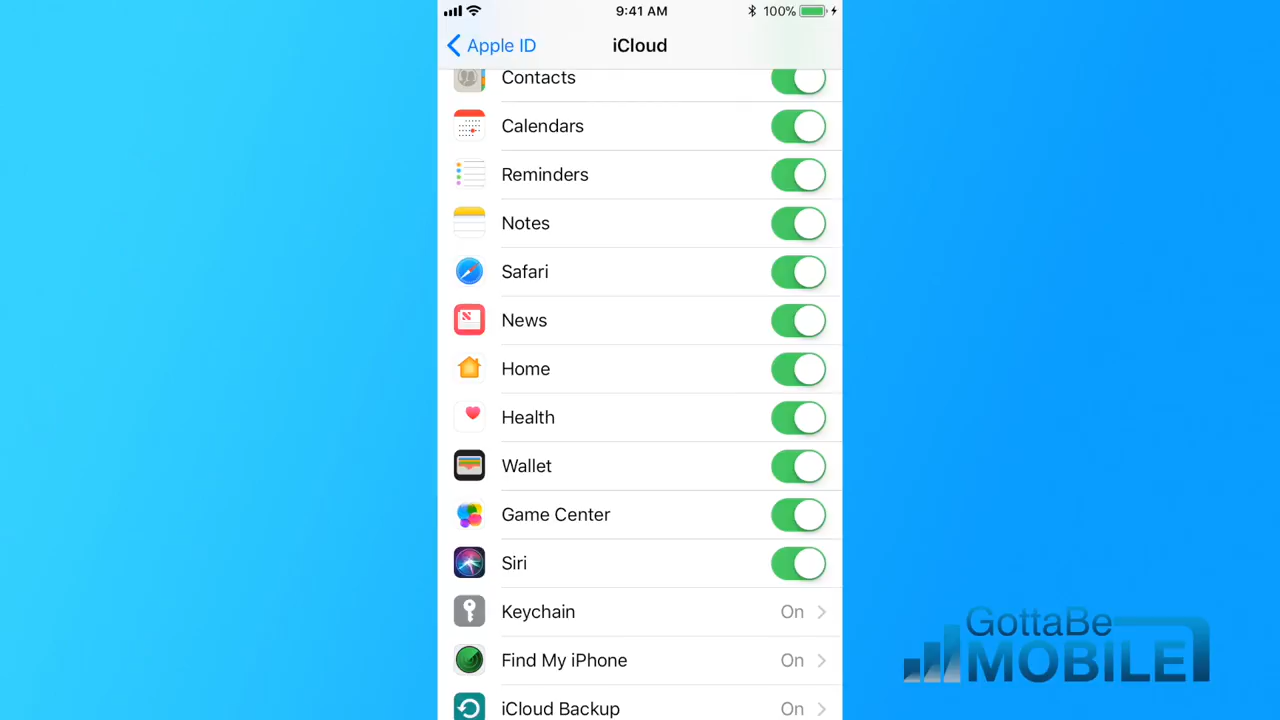 9:41 AM
100%
Apple ID
iCloud
Contacts
Calendars
Reminders
Notes
Safari
News
Home
Health
Wallet
Game Center
Siri
Keychain On
Find My iPhone On
iCloud Backup On
GottaBe
MOBILE